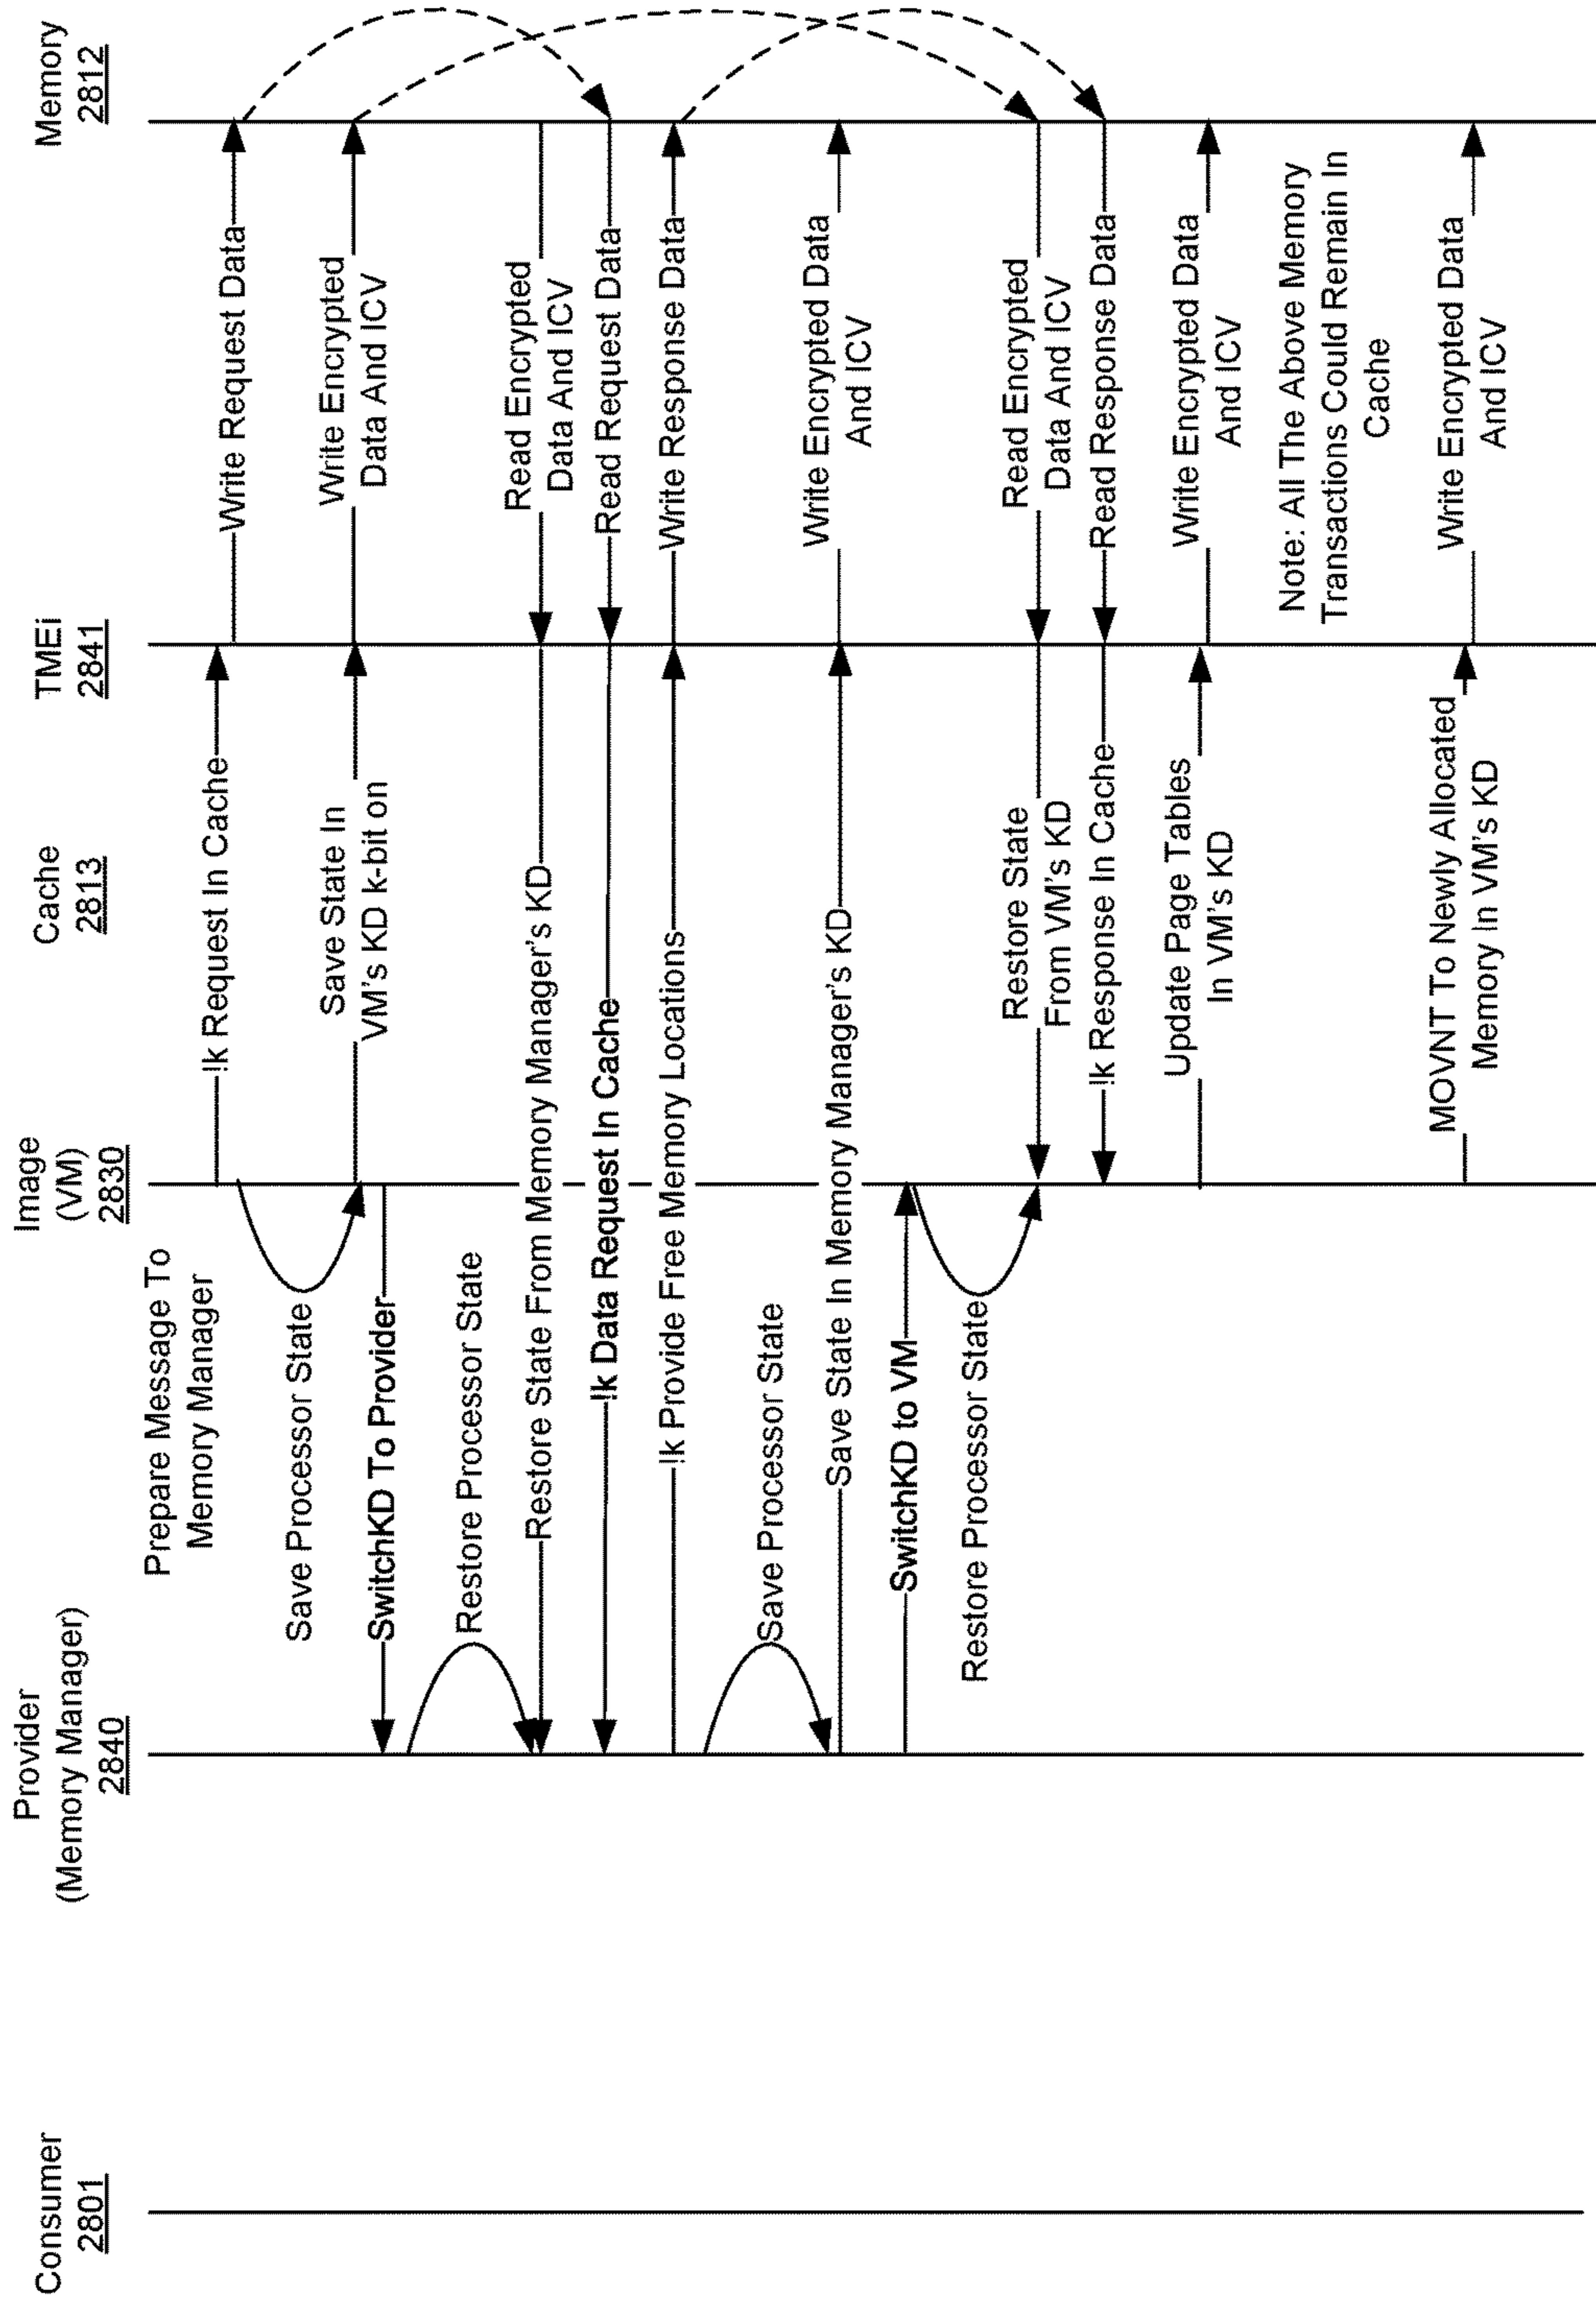 Consumer
2801
Provider
(Memory Manager)
2840
Image
(VM)
2830
Cache
2813
TMEi
2841
Memory
2812
Prepare Message To
Memory Manager
!k Request In Cache
Write Request Data
Save Processor State
Save State In
VM's KD k-bit on
Write Encrypted
Data And ICV
SwitchKD To Provider
Restore Processor State
Restore State From Memory Manager's KD
Read Encrypted
Data And ICV
!k Data Request In Cache
Read Request Data
!k Provide Free Memory Locations
Write Response Data
Save Processor State
Save State In Memory Manager's KD
Write Encrypted Data
And ICV
SwitchKD to VM
Restore Processor State
Restore State
From VM's KD
Read Encrypted
Data And ICV
!k Response In Cache
Read Response Data
Update Page Tables
In VM's KD
Write Encrypted Data
And ICV
Note: All The Above Memory
Transactions Could Remain In
Cache
MOVNT To Newly Allocated
Memory In VM's KD
Write Encrypted Data
And ICV